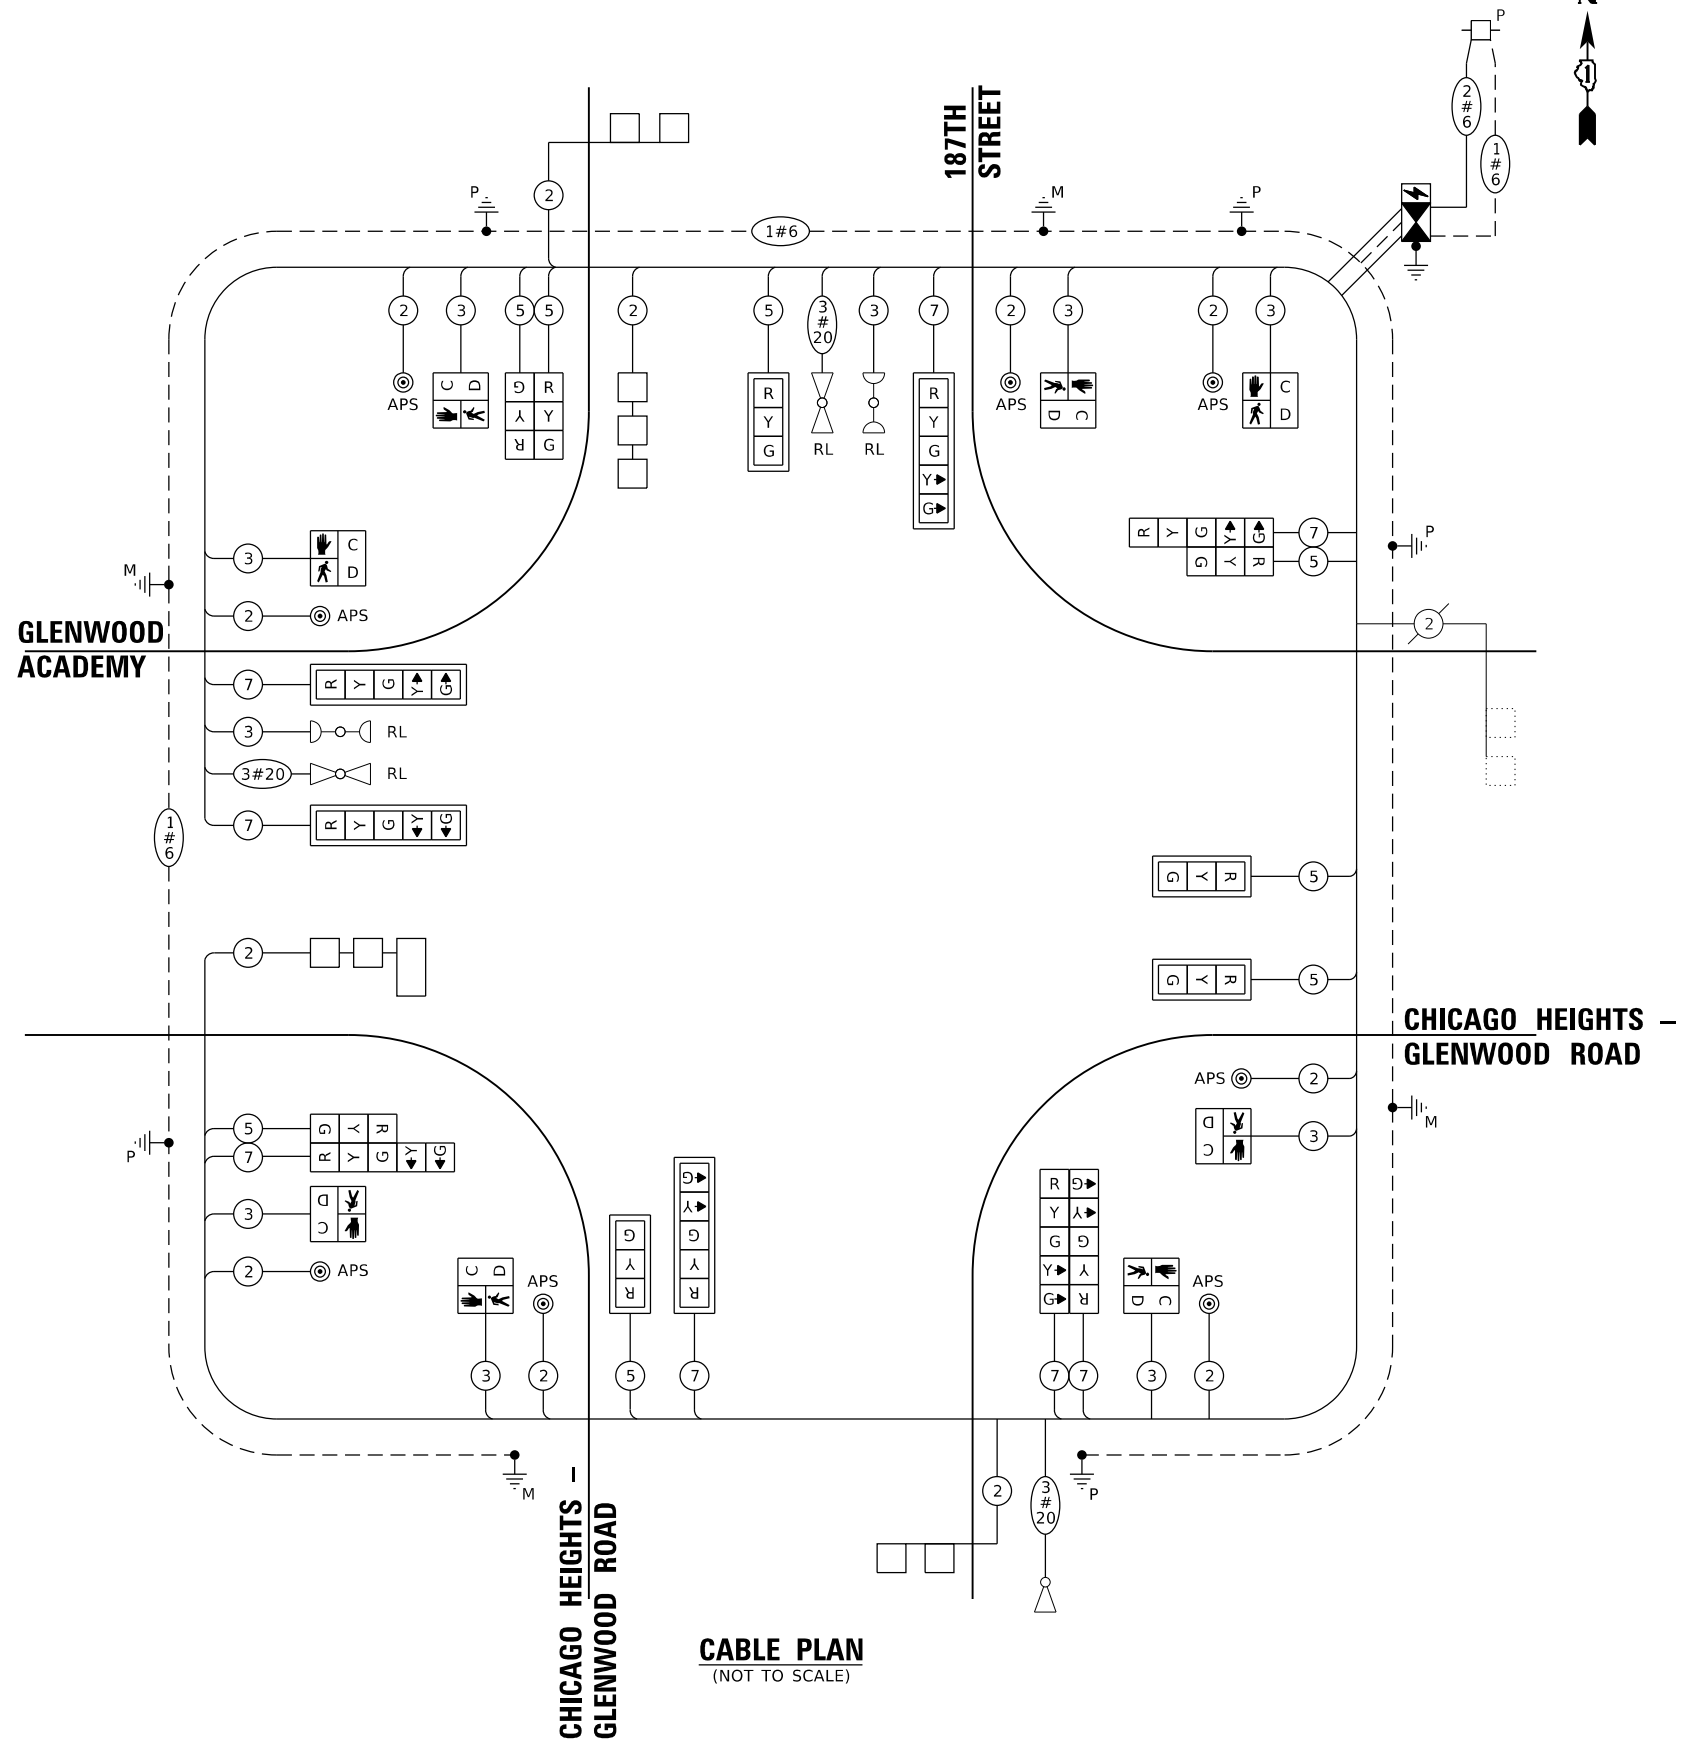 N
P
2
#
6
1
#
6
1
187TH
STREET
P
2
1#6
M
P
2
3
5
5
2
5
3
#
20
3
7
2
3
2
3
APS
C D
G R
Y Y
R G
R
Y
G
RL
RL
R
Y
G
Y
G
APS
D C
APS
C
D
3
C
D
M
2
APS
R Y G Y G
7
G Y R
5
P
2
GLENWOOD
ACADEMY
7
R Y G Y G
3
RL
3#20
RL
7
R Y G Y G
1
#
6
G Y R
5
2
G Y R
5
CHICAGO HEIGHTS –
GLENWOOD ROAD
APS
2
D
C
3
M
5
G Y R
7
R Y G Y G
P
3
D
C
2
APS
C D
APS
3
2
G
Y
R
5
G
Y
G
Y
R
7
R G
Y Y
G G
Y Y
G R
7
7
D C
3
APS
2
M
2
3
#
20
P
CHICAGO HEIGHTS –
GLENWOOD ROAD
CABLE PLAN
(NOT TO SCALE)